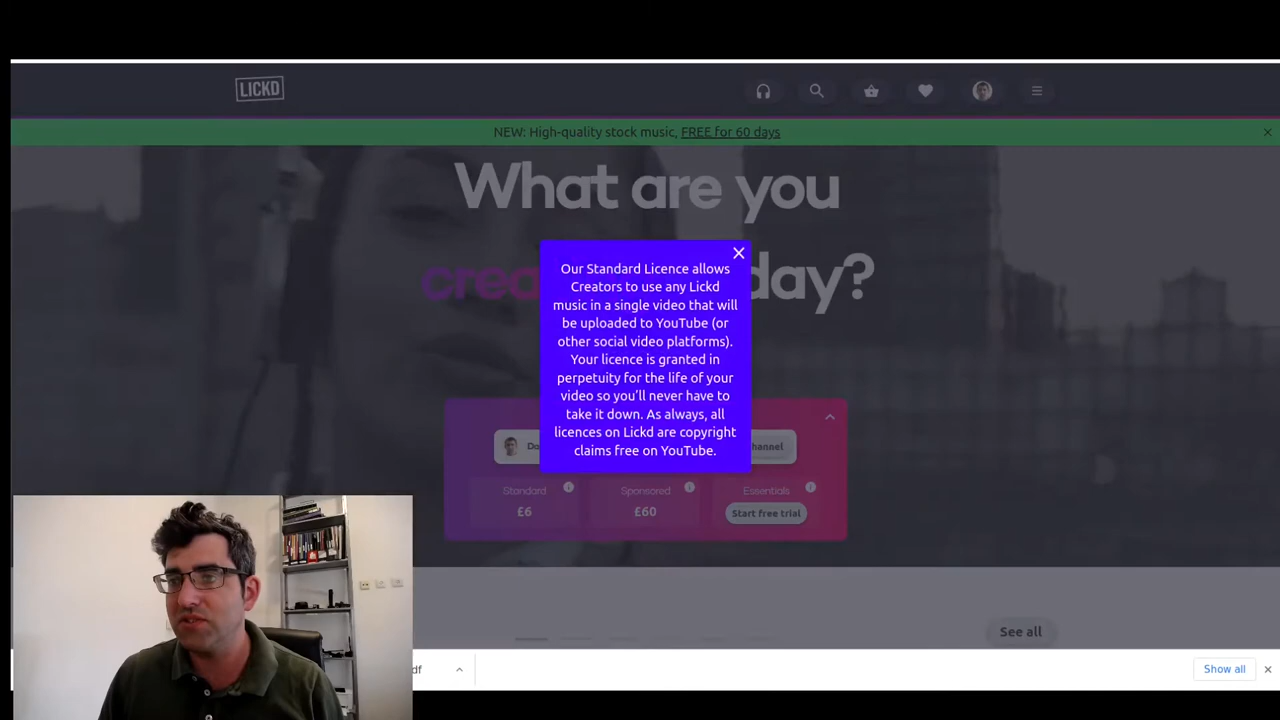 LICKD
NEW: High-quality stock music, FREE for 60 days
What are you
day?
Our Standard Licence allows
Creators to use any Lickd
music in a single video that will
be uploaded to YouTube (or
other social video platforms).
Your licence is granted in
perpetuity for the life of your
video so you'll never have to
take it down. As always, all
licences on Lickd are copyright
claims free on YouTube.
Standard
Sponsored
Essentials
£6
£60
Start free trial
See all
df
Show all